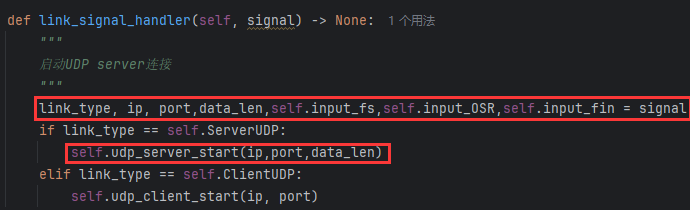 def link_signal_handler(self, signal) -> None: 1 个用法
"""
启动UDP server连接
"""
link_type, ip, port,data_len,self.input_fs,self.input_OSR,self.input_fin = signal
if link_type == self.ServerUDP:
self.udp_server_start(ip,port,data_len)
elif link_type == self.ClientUDP:
self.udp_client_start(ip, port)